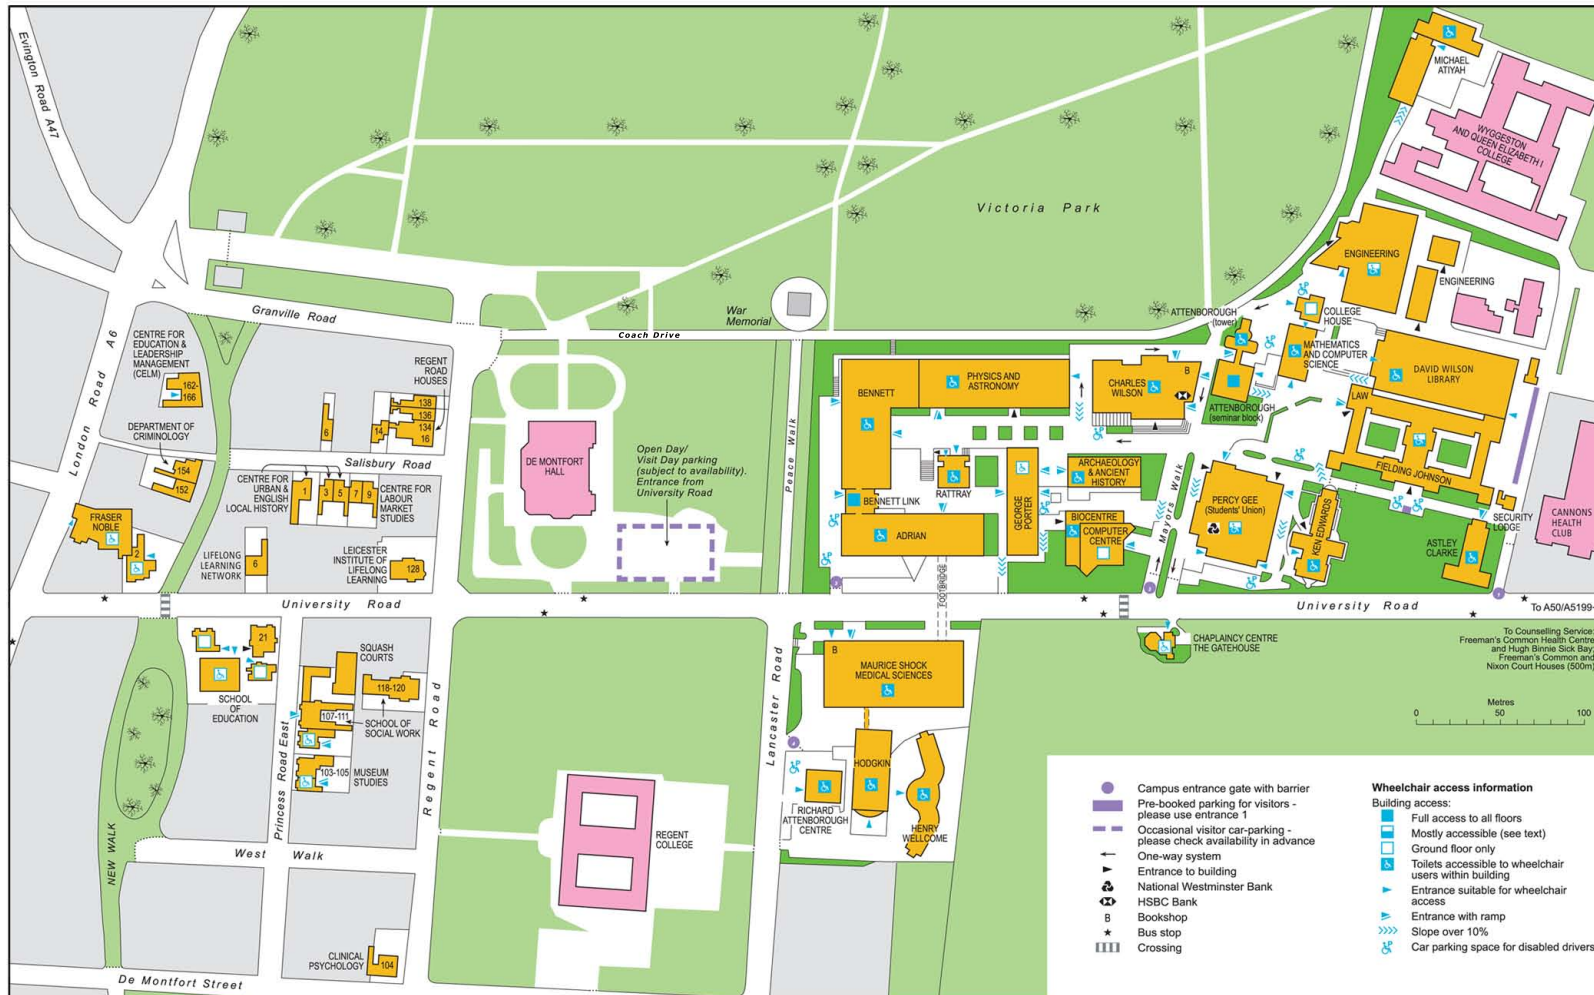 Evington Road A47
London Road A6
Granville Road
Coach Drive
Victoria Park
War
Memorial
Peace Walk
MICHAEL
ATIYAH
WYGGESTON
AND QUEEN ELIZABETH I
COLLEGE
ENGINEERING
ENGINEERING
ATTENBOROUGH
(tower)
COLLEGE
HOUSE
MATHEMATICS
AND COMPUTER
SCIENCE
DAVID WILSON
LIBRARY
LAW
ATTENBOROUGH
(seminar block)
FIELDING JOHNSON
CHARLES
WILSON
B
PHYSICS AND
ASTRONOMY
BENNETT
RATTRAY
BENNETT LINK
ADRIAN
GEORGE
PORTER
ARCHAEOLOGY
& ANCIENT
HISTORY
BIOCENTRE
COMPUTER
CENTRE
Mayors Walk
PERCY GEE
(Students' Union)
KEN EDWARDS
ASTLEY
CLARKE
SECURITY
LODGE
CANNONS
HEALTH
CLUB
FOOTBRIDGE
CENTRE FOR
EDUCATION &
LEADERSHIP
MANAGEMENT
(CELM)
162-
166
DEPARTMENT OF
CRIMINOLOGY
154
152
REGENT
ROAD
HOUSES
138
136
134
16
14
6
Salisbury Road
CENTRE FOR
URBAN &
ENGLISH
LOCAL HISTORY
1
3
5
7
9
CENTRE FOR
LABOUR
MARKET
STUDIES
FRASER
NOBLE
2
LIFELONG
LEARNING
NETWORK
6
LEICESTER
INSTITUTE OF
LIFELONG
LEARNING
128
DE MONTFORT
HALL
Open Day/
Visit Day parking
(subject to availability).
Entrance from
University Road
University Road
University Road
To A50/A5199
To Counselling Service:
Freeman's Common Health Centre
and Hugh Binnie Sick Bay;
Freeman's Common and
Nixon Court Houses (500m)
Metres
0 50 100
CHAPLAINCY CENTRE
THE GATEHOUSE
21
SCHOOL
OF
EDUCATION
SQUASH
COURTS
118-120
107-111
SCHOOL OF
SOCIAL WORK
103-105
MUSEUM
STUDIES
Princess Road East
Regent Road
NEW WALK
West Walk
CLINICAL
PSYCHOLOGY
104
De Montfort Street
REGENT
COLLEGE
Lancaster Road
B
MAURICE SHOCK
MEDICAL SCIENCES
HODGKIN
RICHARD
ATTENBOROUGH
CENTRE
HENRY
WELLCOME
Campus entrance gate with barrier
Pre-booked parking for visitors -
please use entrance 1
Occasional visitor car-parking -
please check availability in advance
One-way system
Entrance to building
National Westminster Bank
HSBC Bank
B Bookshop
Bus stop
Crossing
Wheelchair access information
Building access:
Full access to all floors
Mostly accessible (see text)
Ground floor only
Toilets accessible to wheelchair
users within building
Entrance suitable for wheelchair
access
Entrance with ramp
Slope over 10%
Car parking space for disabled drivers